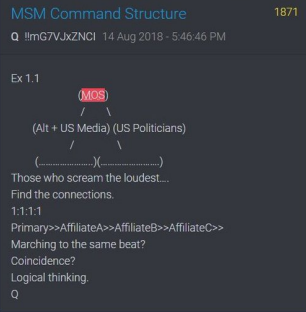 MSM Command Structure 1871
Q !!mG7VJxZNCI 14 Aug 2018 - 5:46:46 PM
Ex 1.1
(MOS)
/ \
(Alt + US Media) (US Politicians)
/ \
(......................)(........................)
Those who scream the loudest....
Find the connections.
1:1:1:1
Primary>>AffiliateA>>AffiliateB>>AffiliateC>>
Marching to the same beat?
Coincidence?
Logical thinking.
Q